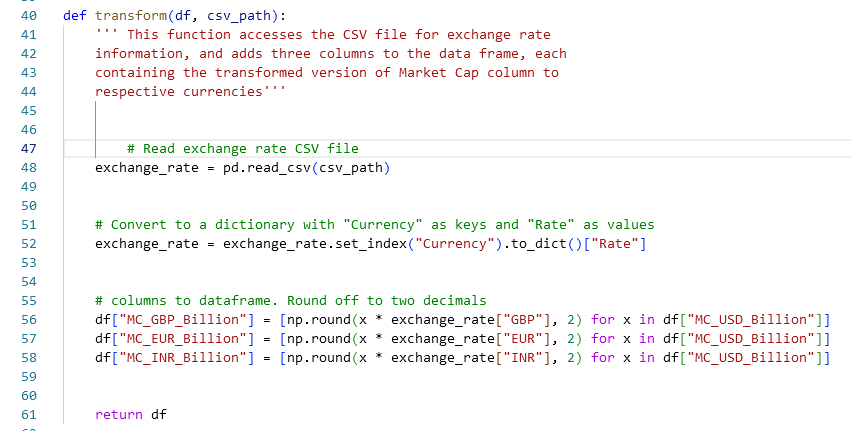 40 def transform(df, csv_path):
41     ''' This function accesses the CSV file for exchange rate
42     information, and adds three columns to the data frame, each
43     containing the transformed version of Market Cap column to
44     respective currencies'''
45
46
47         # Read exchange rate CSV file
48     exchange_rate = pd.read_csv(csv_path)
49
50
51     # Convert to a dictionary with "Currency" as keys and "Rate" as values
52     exchange_rate = exchange_rate.set_index("Currency").to_dict()["Rate"]
53
54
55     # columns to dataframe. Round off to two decimals
56     df["MC_GBP_Billion"] = [np.round(x * exchange_rate["GBP"], 2) for x in df["MC_USD_Billion"]]
57     df["MC_EUR_Billion"] = [np.round(x * exchange_rate["EUR"], 2) for x in df["MC_USD_Billion"]]
58     df["MC_INR_Billion"] = [np.round(x * exchange_rate["INR"], 2) for x in df["MC_USD_Billion"]]
59
60
61     return df